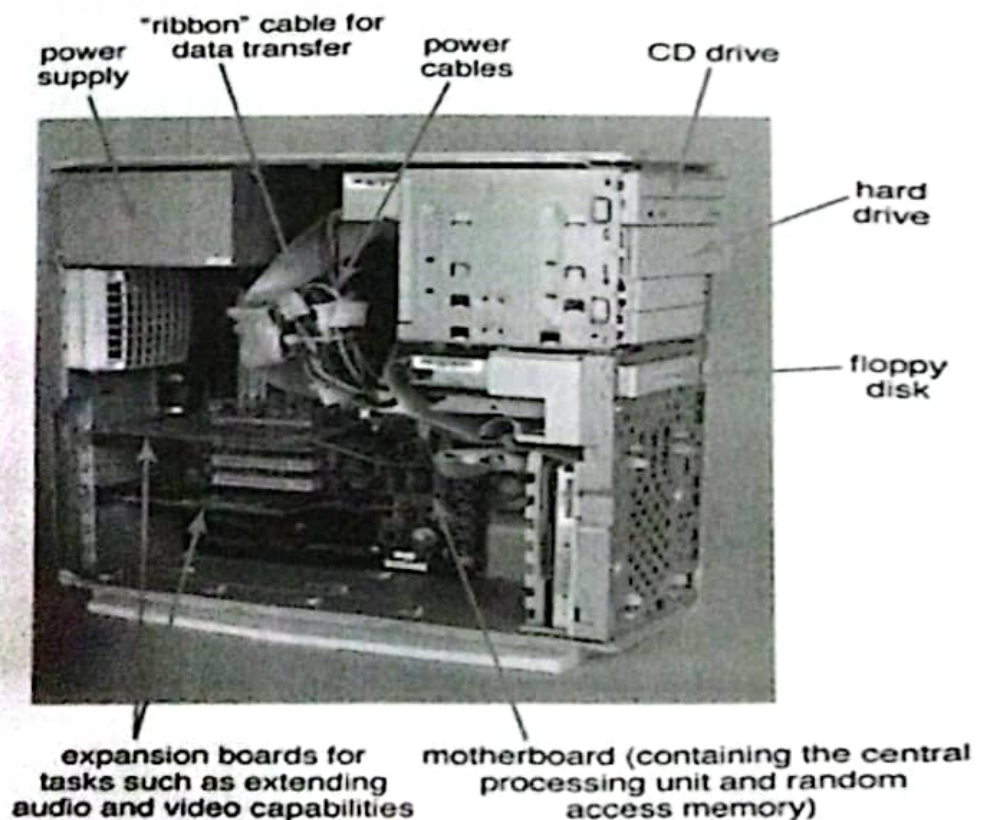 "ribbon" cable for
data transfer
power
supply
power
cables
CD drive
hard
drive
floppy
disk
expansion boards for
tasks such as extending
audio and video capabilities
motherboard (containing the central
processing unit and random
access memory)